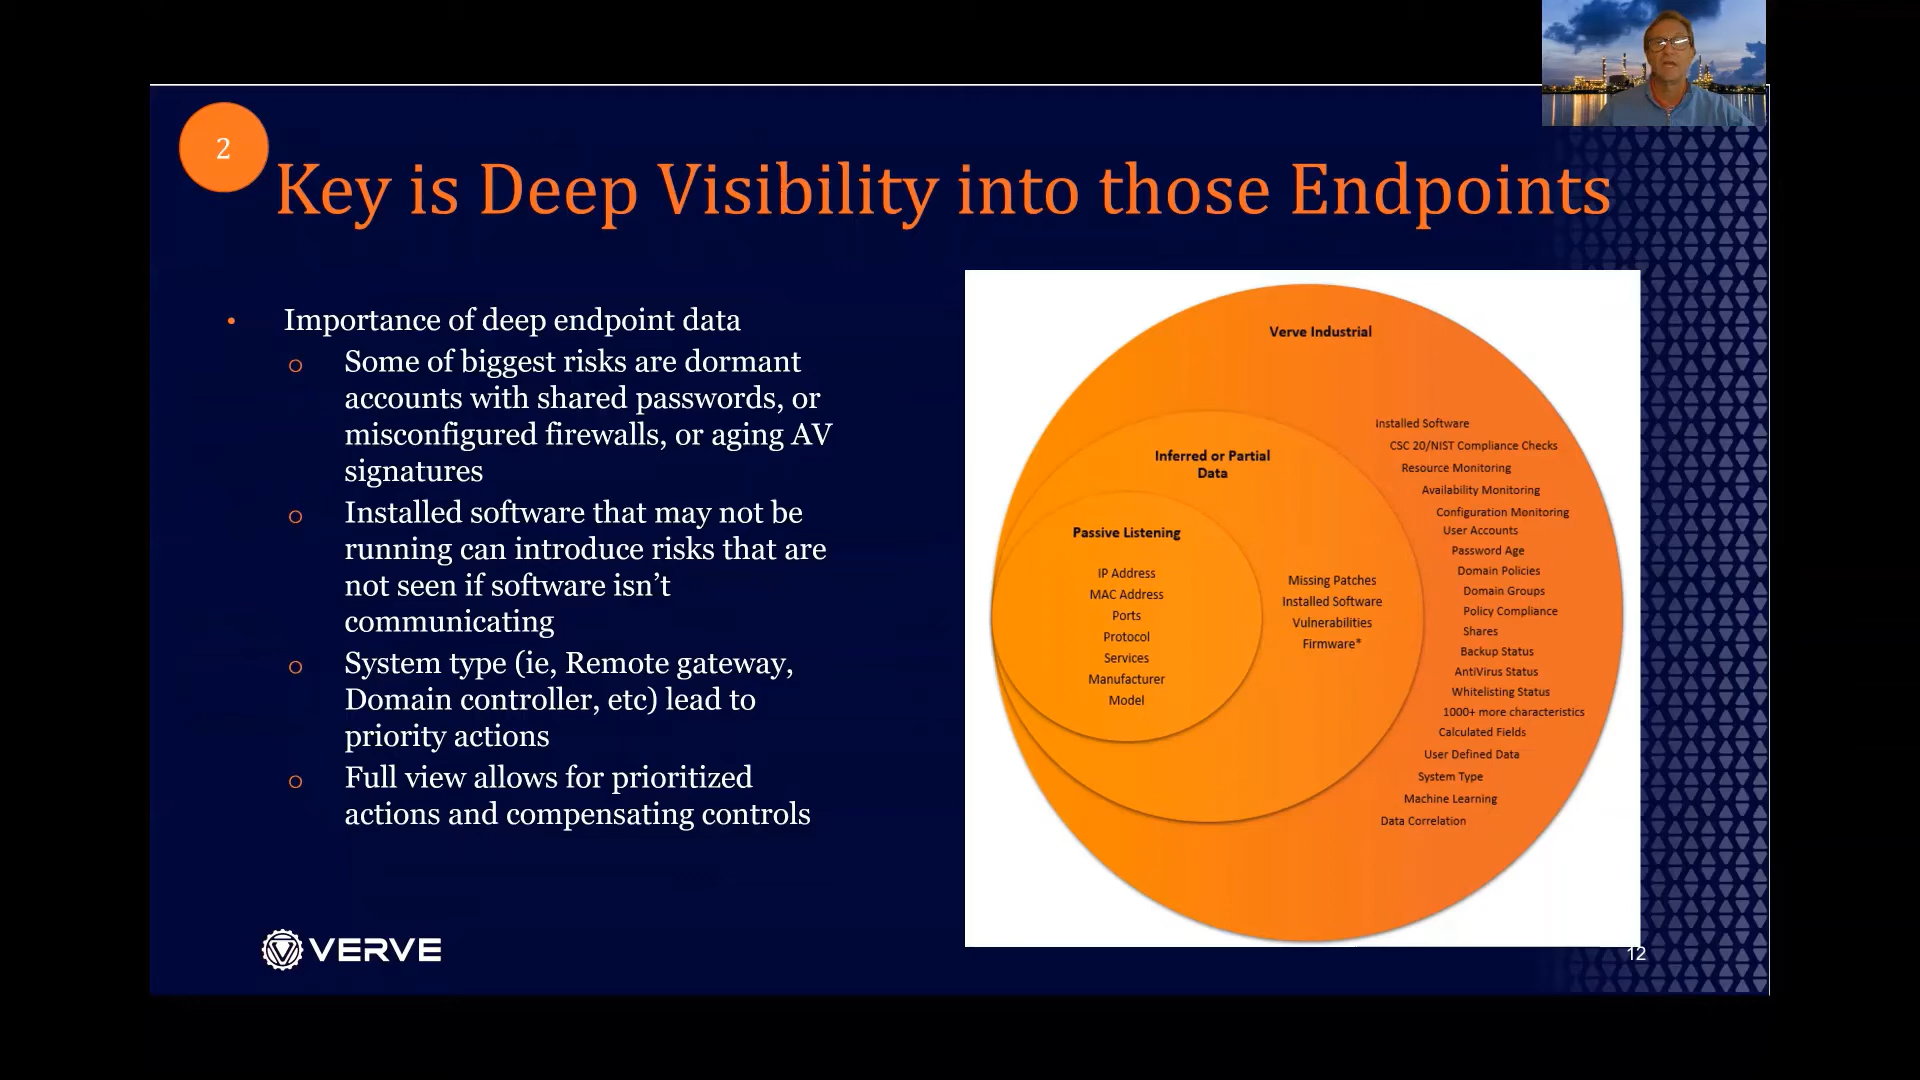 2
Key is Deep Visibility into those Endpoints
• Importance of deep endpoint data
o Some of biggest risks are dormant
accounts with shared passwords, or
misconfigured firewalls, or aging AV
signatures
o Installed software that may not be
running can introduce risks that are
not seen if software isn’t
communicating
o System type (ie, Remote gateway,
Domain controller, etc) lead to
priority actions
o Full view allows for prioritized
actions and compensating controls
Verve Industrial
Inferred or Partial
Data
Passive Listening
IP Address
MAC Address
Ports
Protocol
Services
Manufacturer
Model
Missing Patches
Installed Software
Vulnerabilities
Firmware*
Installed Software
CSC 20/NIST Compliance Checks
Resource Monitoring
Availability Monitoring
Configuration Monitoring
User Accounts
Password Age
Domain Policies
Domain Groups
Policy Compliance
Shares
Backup Status
AntiVirus Status
Whitelisting Status
1000+ more characteristics
Calculated Fields
User Defined Data
System Type
Machine Learning
Data Correlation
VERVE
12